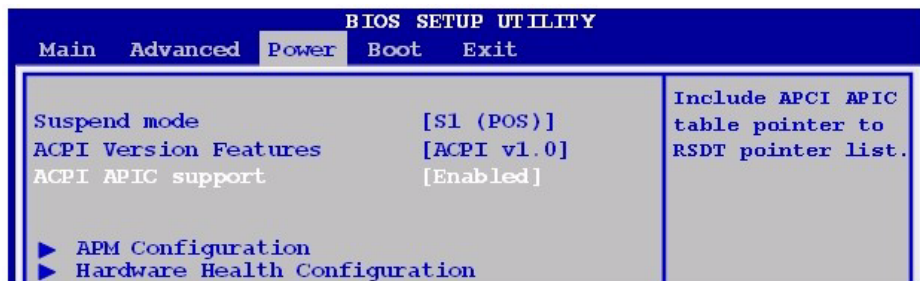 BIOS SETUP UTILITY
Main Advanced Power Boot Exit
Suspend mode [S1 (POS)]
ACPI Version Features [ACPI v1.0]
ACPI APIC support [Enabled]
APM Configuration
Hardware Health Configuration
Include APCI APIC
table pointer to
RSDT pointer list.